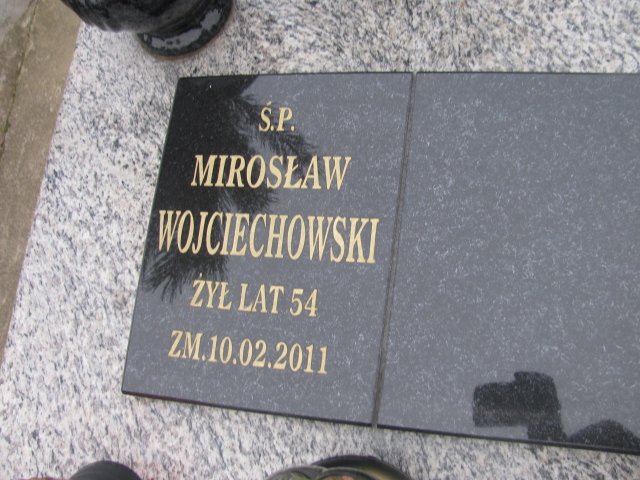 Ś.P.
MIROSŁAW
WOJCIECHOWSKI
ŻYŁ LAT 54
ZM.10.02.2011